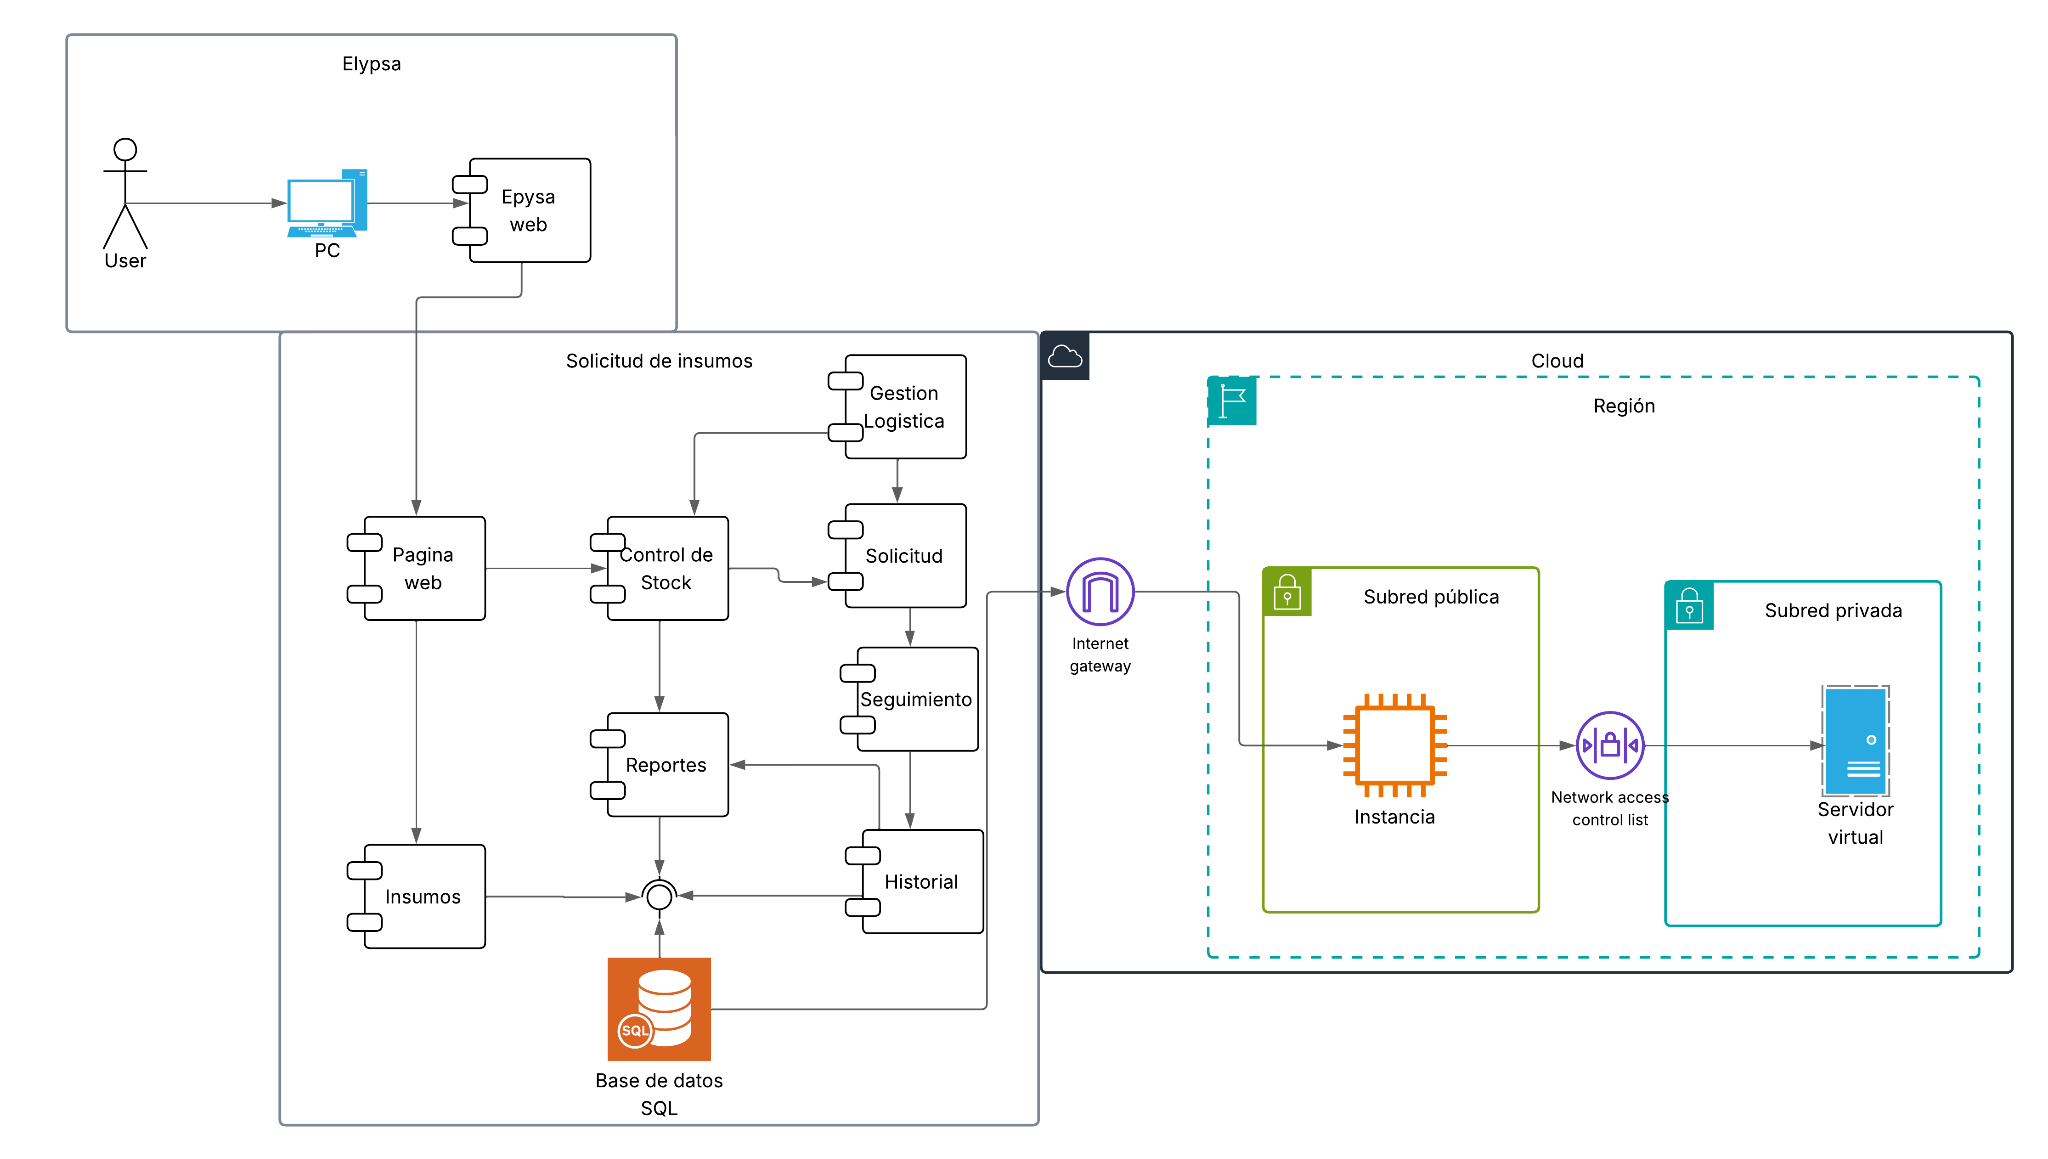 Elypsa
User
PC
Epysa
web
Solicitud de insumos
Gestion
Logistica
Pagina
web
Control de
Stock
Solicitud
Seguimiento
Reportes
Insumos
Historial
SQL
Base de datos
SQL
Cloud
Región
Internet
gateway
Subred pública
Instancia
Network access
control list
Subred privada
Servidor
virtual